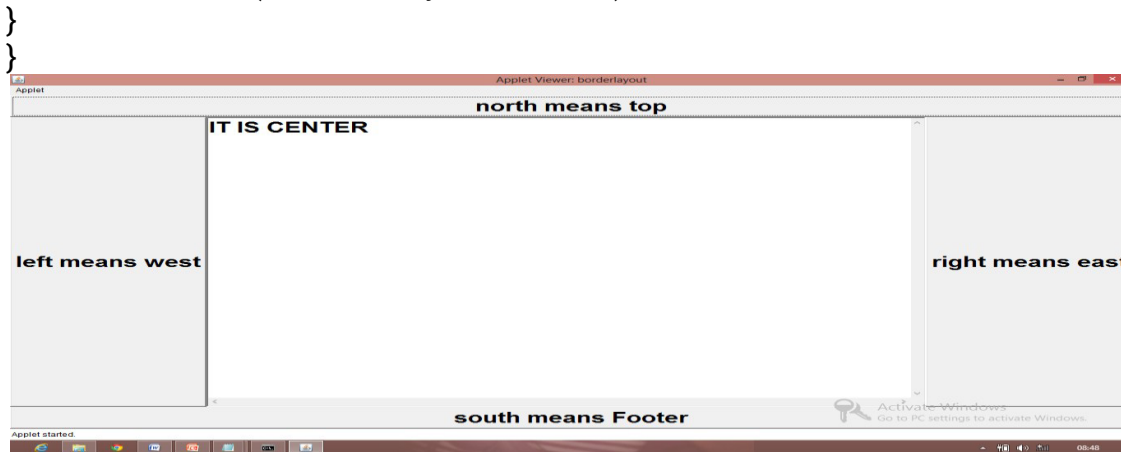 }
}
Applet Viewer: borderlayout
Applet
north means top
IT IS CENTER
left means west
right means east
south means Footer
Activate Windows
Go to PC settings to activate Windows.
Applet started.
08:48